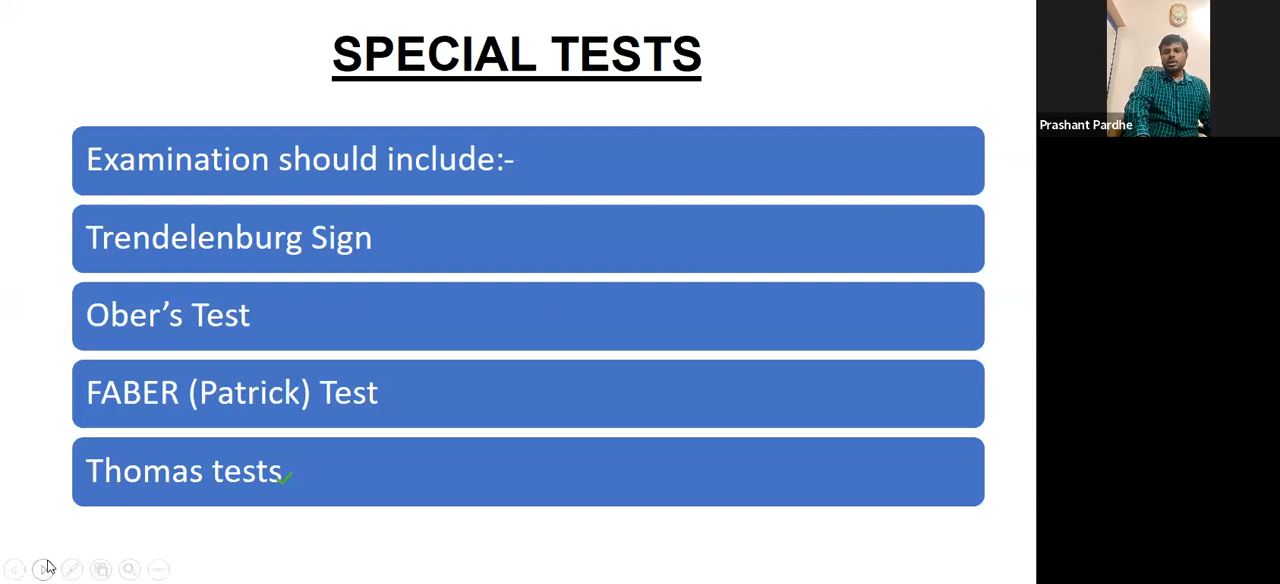 SPECIAL TESTS
Examination should include:-
Trendelenburg Sign
Ober’s Test
FABER (Patrick) Test
Thomas tests
Prashant Pardhe